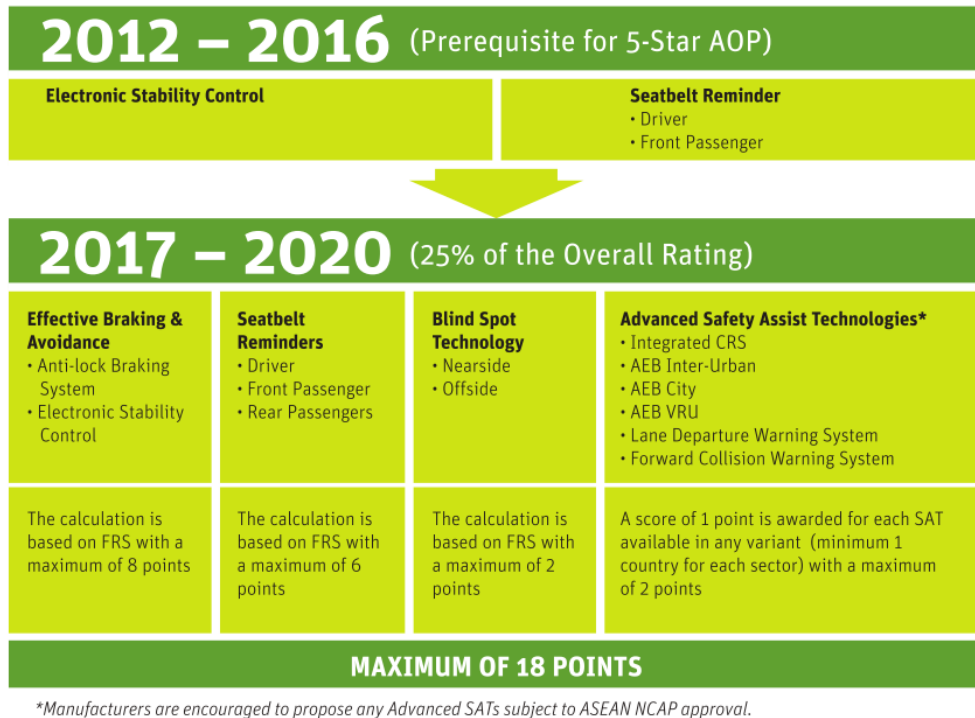 2012 – 2016 (Prerequisite for 5-Star AOP)
Electronic Stability Control
Seatbelt Reminder
• Driver
• Front Passenger
2017 – 2020 (25% of the Overall Rating)
Effective Braking &
Avoidance
• Anti-lock Braking
System
• Electronic Stability
Control
Seatbelt
Reminders
• Driver
• Front Passenger
• Rear Passengers
Blind Spot
Technology
• Nearside
• Offside
Advanced Safety Assist Technologies*
• Integrated CRS
• AEB Inter-Urban
• AEB City
• AEB VRU
• Lane Departure Warning System
• Forward Collision Warning System
The calculation is
based on FRS with a
maximum of 8 points
The calculation is
based on FRS with
a maximum of 6
points
The calculation is
based on FRS with
a maximum of 2
points
A score of 1 point is awarded for each SAT
available in any variant (minimum 1
country for each sector) with a maximum
of 2 points
MAXIMUM OF 18 POINTS
*Manufacturers are encouraged to propose any Advanced SATs subject to ASEAN NCAP approval.